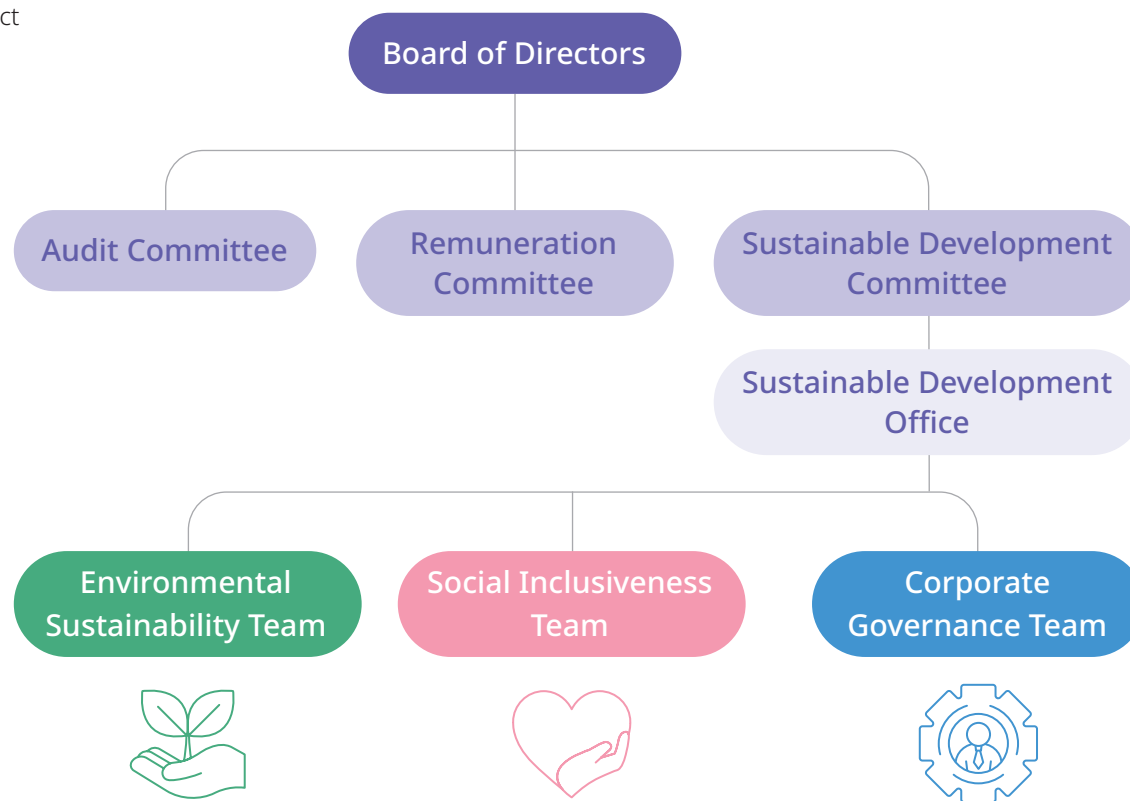 ct
Board of Directors
Audit Committee
Remuneration
Committee
Sustainable Development
Committee
Sustainable Development
Office
Environmental
Sustainability Team
Social Inclusiveness
Team
Corporate
Governance Team